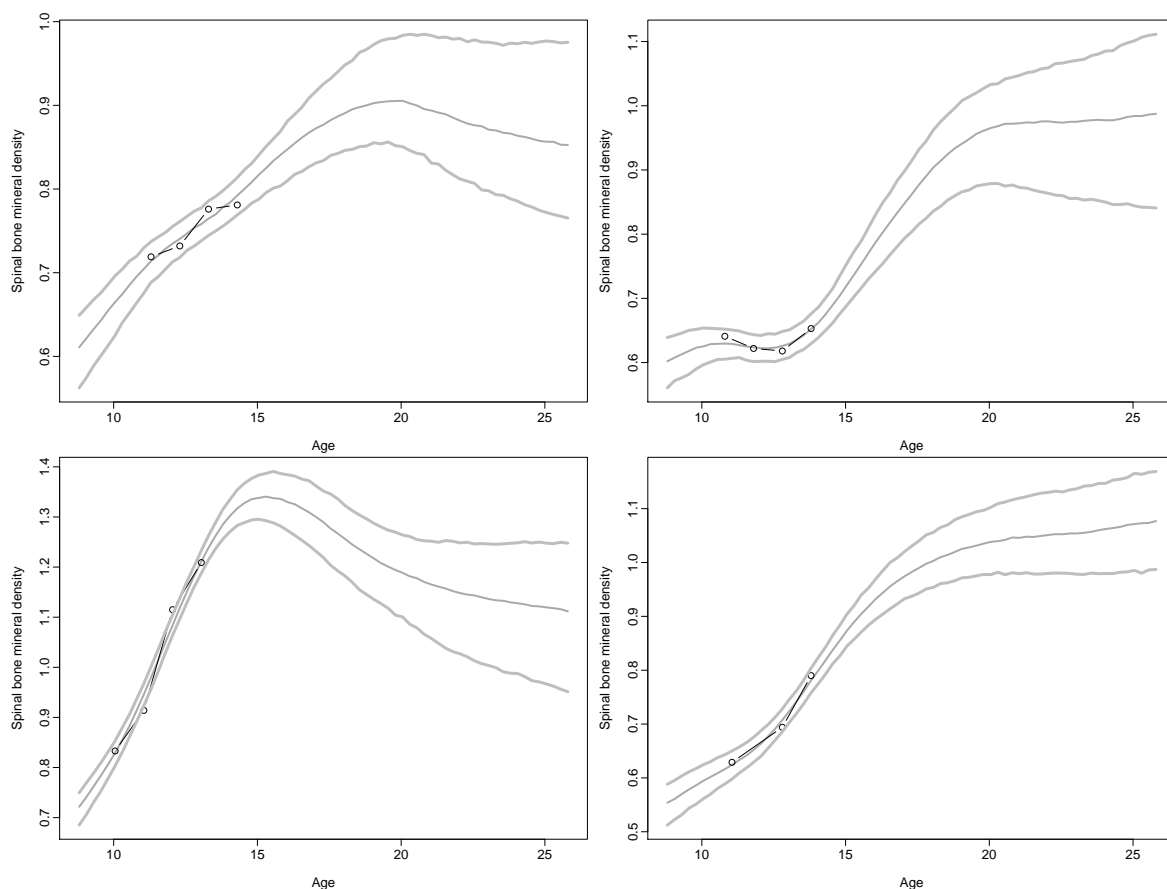 Spinal bone mineral density
0.6 0.7 0.8 0.9 1.0
10 15 20 25
Age
Spinal bone mineral density
0.6 0.7 0.8 0.9 1.0 1.1
10 15 20 25
Age
Spinal bone mineral density
0.7 0.8 0.9 1.0 1.1 1.2 1.3 1.4
10 15 20 25
Age
Spinal bone mineral density
0.5 0.6 0.7 0.8 0.9 1.0 1.1
10 15 20 25
Age